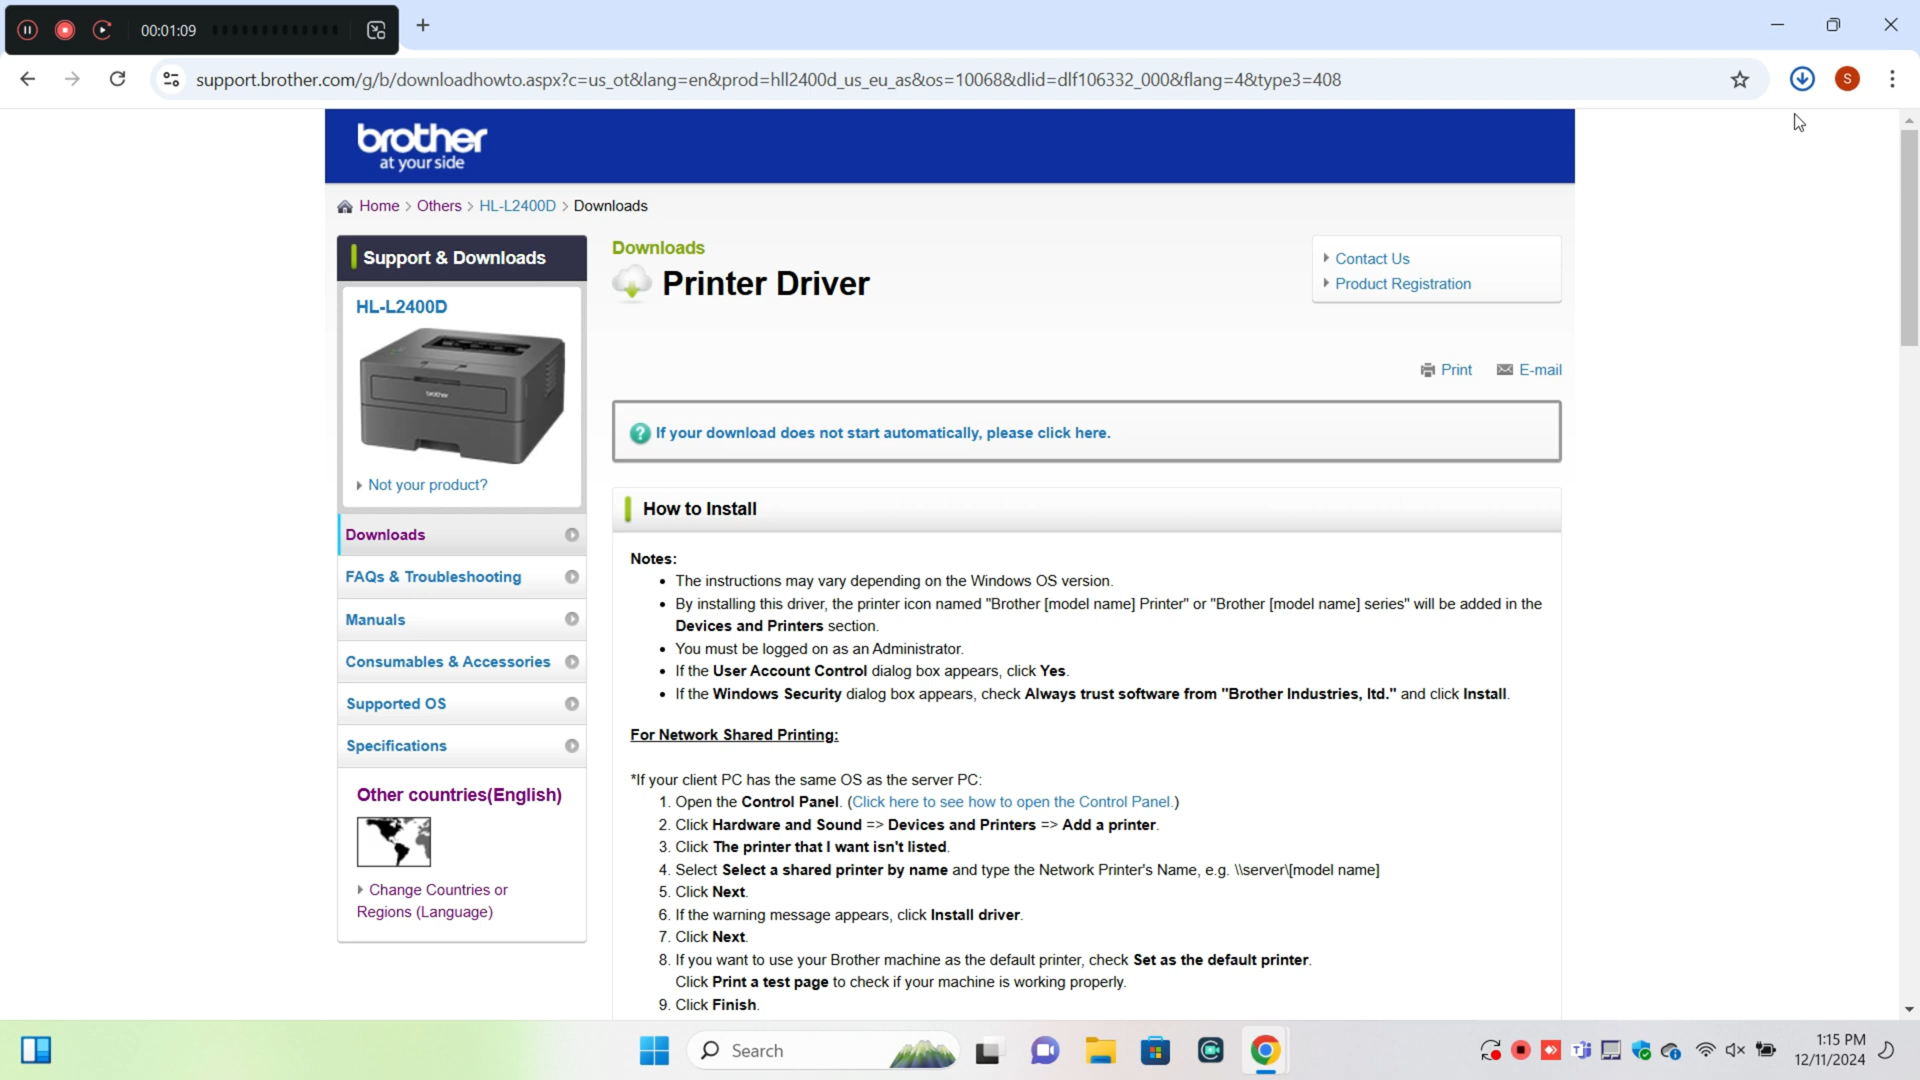 00:01:09
support.brother.com/g/b/downloadhowto.aspx?c=us_ot&lang=en&prod=hll2400d_us_eu_as&os=10068&dlid=dlf106332_000&flang=4&type3=408
S
brother
at your side
Home > Others > HL-L2400D > Downloads
Support & Downloads
HL-L2400D
brother
Not your product?
Downloads
FAQs & Troubleshooting
Manuals
Consumables & Accessories
Supported OS
Specifications
Other countries(English)
Change Countries or
Regions (Language)
Downloads
Printer Driver
Contact Us
Product Registration
Print
E-mail
If your download does not start automatically, please click here.
How to Install
Notes:
• The instructions may vary depending on the Windows OS version.
• By installing this driver, the printer icon named "Brother [model name] Printer" or "Brother [model name] series" will be added in the
Devices and Printers section.
• You must be logged on as an Administrator.
• If the User Account Control dialog box appears, click Yes.
• If the Windows Security dialog box appears, check Always trust software from "Brother Industries, ltd." and click Install.
For Network Shared Printing:
*If your client PC has the same OS as the server PC:
1. Open the Control Panel. (Click here to see how to open the Control Panel.)
2. Click Hardware and Sound => Devices and Printers => Add a printer.
3. Click The printer that I want isn't listed.
4. Select Select a shared printer by name and type the Network Printer's Name, e.g. \\server\[model name]
5. Click Next.
6. If the warning message appears, click Install driver.
7. Click Next.
8. If you want to use your Brother machine as the default printer, check Set as the default printer.
Click Print a test page to check if your machine is working properly.
9. Click Finish.
Search
1:15 PM
12/11/2024